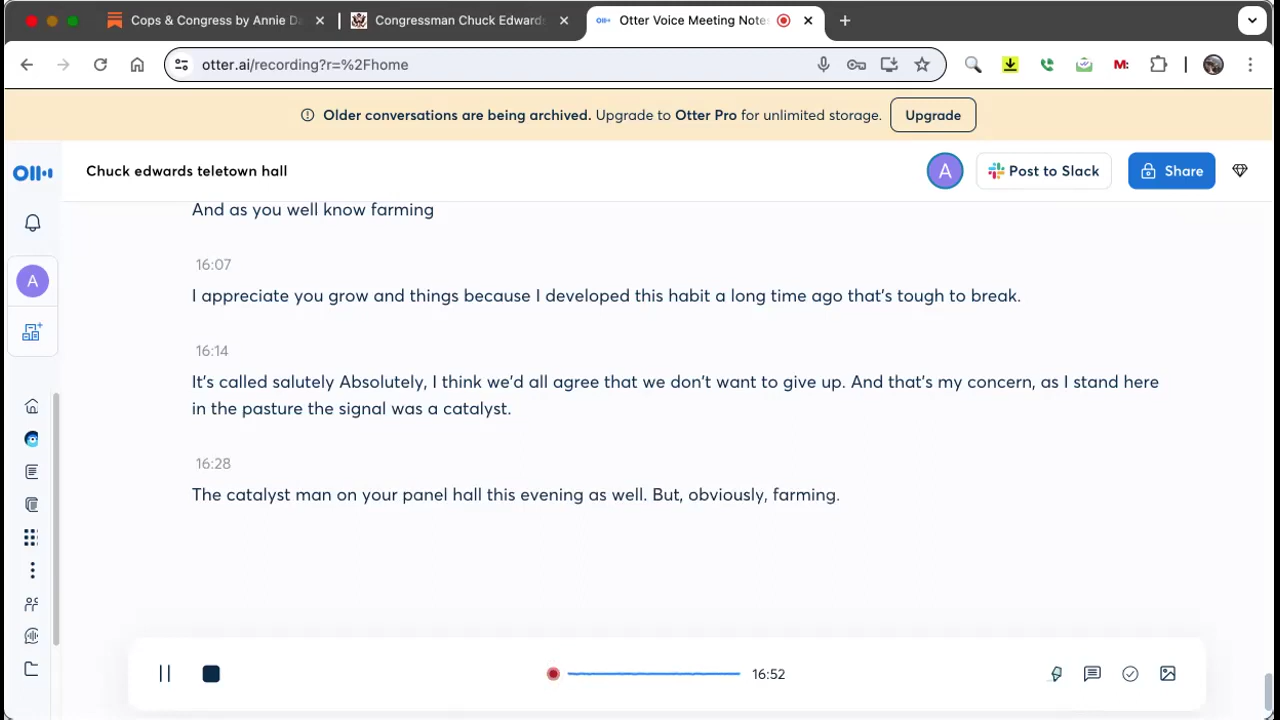 Cops & Congress by Annie Da
Congressman Chuck Edwards
Otter Voice Meeting Notes
otter.ai/recording?r=%2Fhome
M:
Older conversations are being archived. Upgrade to Otter Pro for unlimited storage.
Upgrade
Chuck edwards teletown hall
A
Post to Slack
Share
And as you well know farming
A
16:07
I appreciate you grow and things because I developed this habit a long time ago that's tough to break.
16:14
It's called salutely Absolutely, I think we'd all agree that we don't want to give up. And that's my concern, as I stand here
in the pasture the signal was a catalyst.
16:28
The catalyst man on your panel hall this evening as well. But, obviously, farming.
16:52